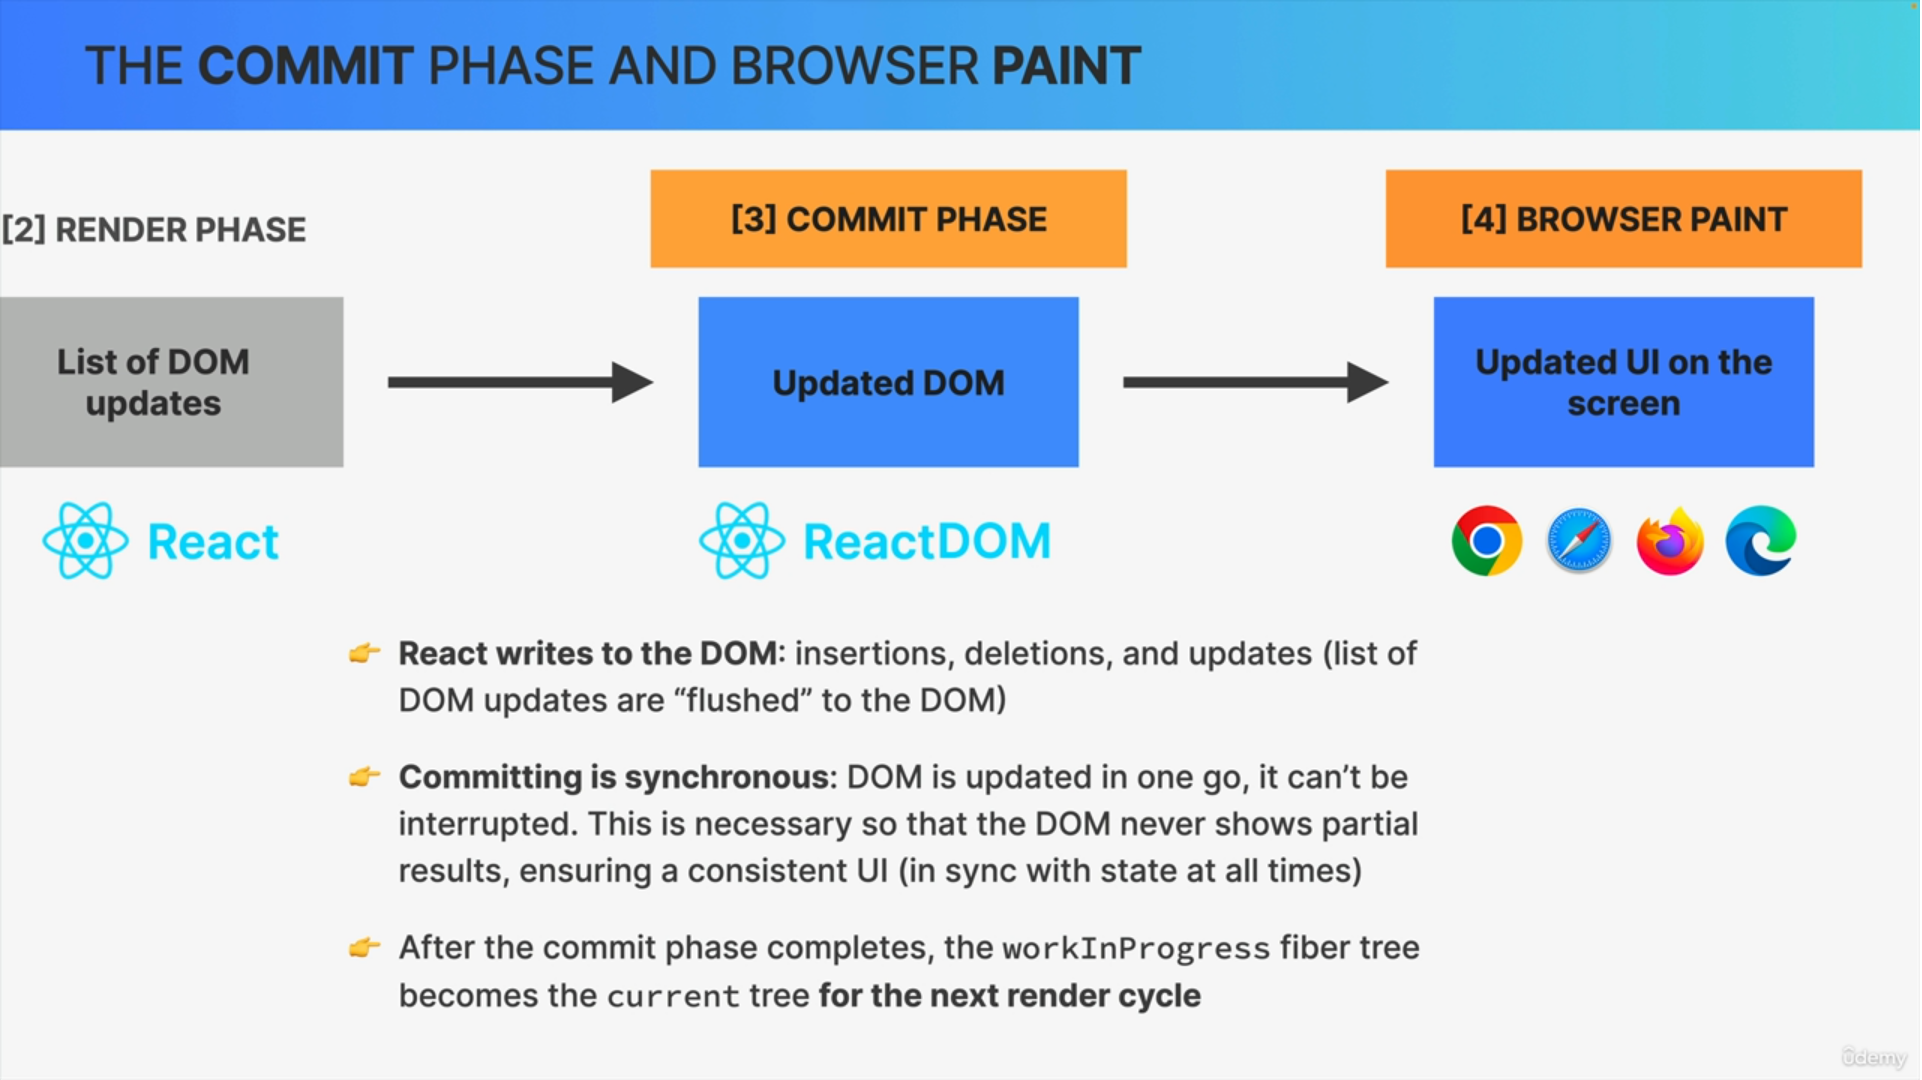 THE COMMIT PHASE AND BROWSER PAINT
[2] RENDER PHASE
[3] COMMIT PHASE
[4] BROWSER PAINT
List of DOM
updates
Updated DOM
Updated UI on the
screen
React
ReactDOM
React writes to the DOM: insertions, deletions, and updates (list of
DOM updates are “flushed” to the DOM)
Committing is synchronous: DOM is updated in one go, it can’t be
interrupted. This is necessary so that the DOM never shows partial
results, ensuring a consistent UI (in sync with state at all times)
After the commit phase completes, the workInProgress fiber tree
becomes the current tree for the next render cycle
ûdemy